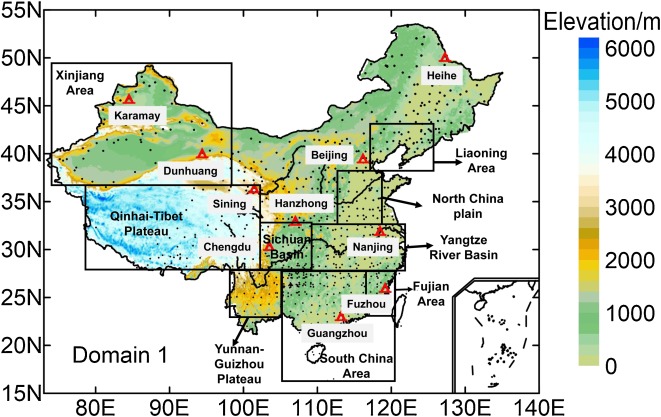 Elevation/m
55N
50N
45N
40N
35N
30N
25N
20N
15N
80E
90E
100E
110E
120E
130E
140E
6000
5000
4000
3000
2000
1000
0
Xinjiang
Area
Karamay
Heihe
Beijing
Dunhuang
Liaoning
Area
Sining
Hanzhong
North China
plain
Qinhai-Tibet
Plateau
Chengdu
Sichuan
Basin
Nanjing
Yangtze
River Basin
Fujian
Area
Fuzhou
Guangzhou
Domain 1
Yunnan-
Guizhou
Plateau
South China
Area